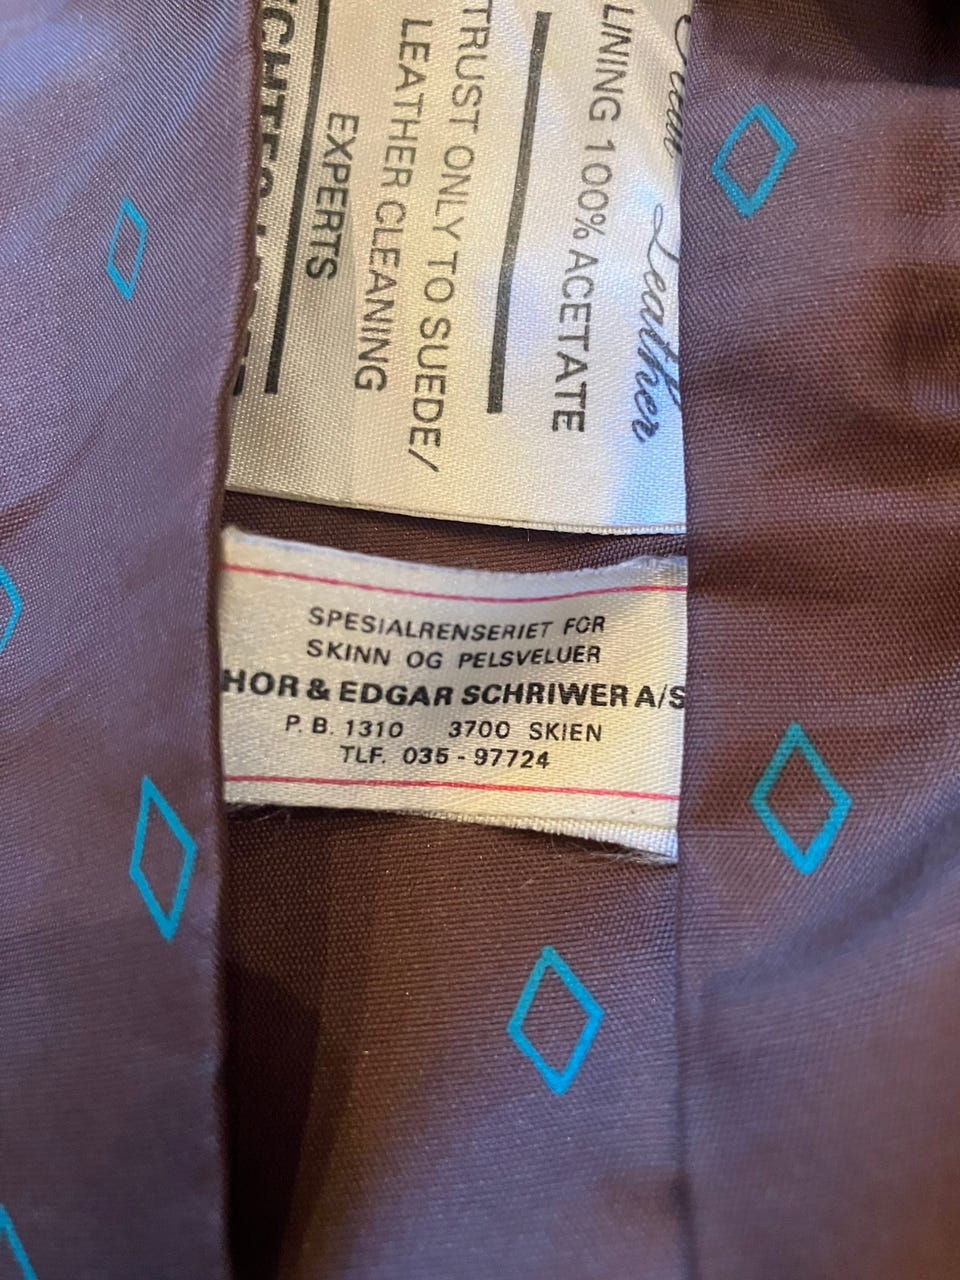 Leather
LINING 100% ACETATE
TRUST ONLY TO SUEDE/
LEATHER CLEANING
EXPERTS
SPESIALRENSERIET FOR
SKINN OG PELSVELUER
HOR & EDGAR SCHRIWER A/S
P.B. 1310 3700 SKIEN
TLF. 035 - 97724